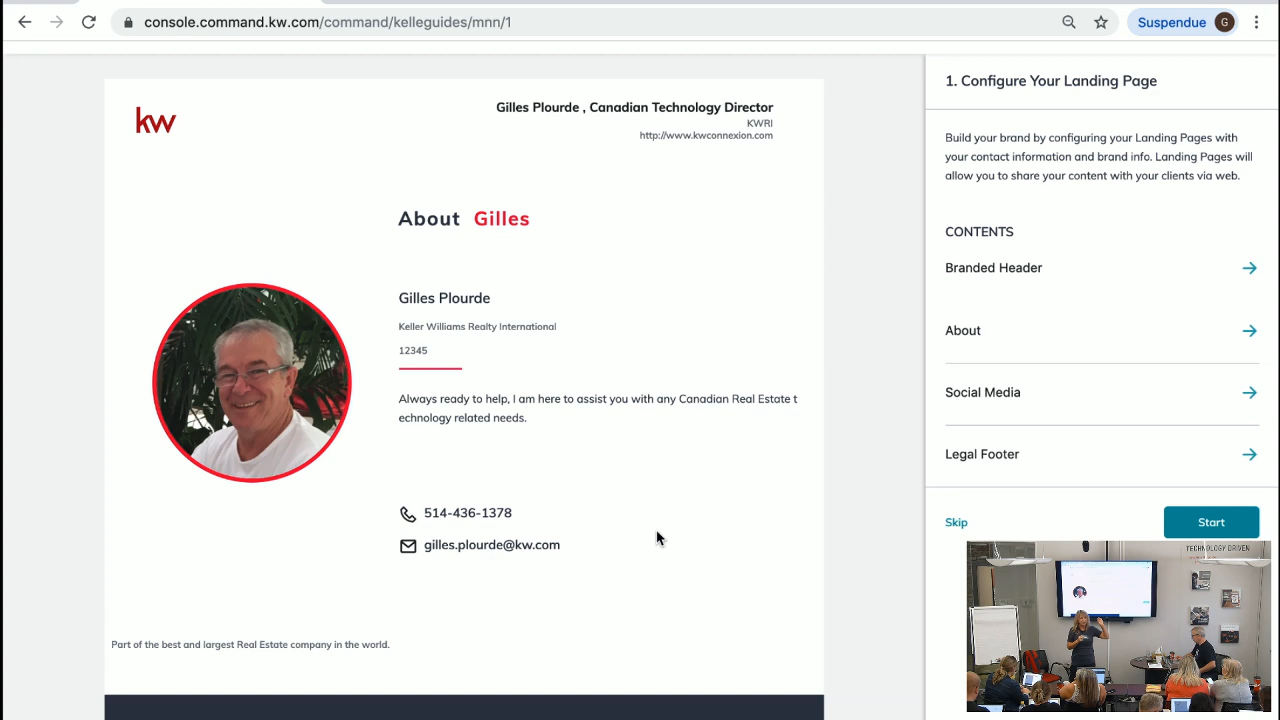 console.command.kw.com/command/kelleguides/mnn/1
Suspendue G
kw
Gilles Plourde , Canadian Technology Director
KWRI
http://www.kwconnexion.com
About Gilles
Gilles Plourde
Keller Williams Realty International
12345
Always ready to help, I am here to assist you with any Canadian Real Estate t
echnology related needs.
514-436-1378
gilles.plourde@kw.com
Part of the best and largest Real Estate company in the world.
1. Configure Your Landing Page
Build your brand by configuring your Landing Pages with
your contact information and brand info. Landing Pages will
allow you to share your content with your clients via web.
CONTENTS
Branded Header
About
Social Media
Legal Footer
Skip
Start
TECHNOLOGY DRIVEN